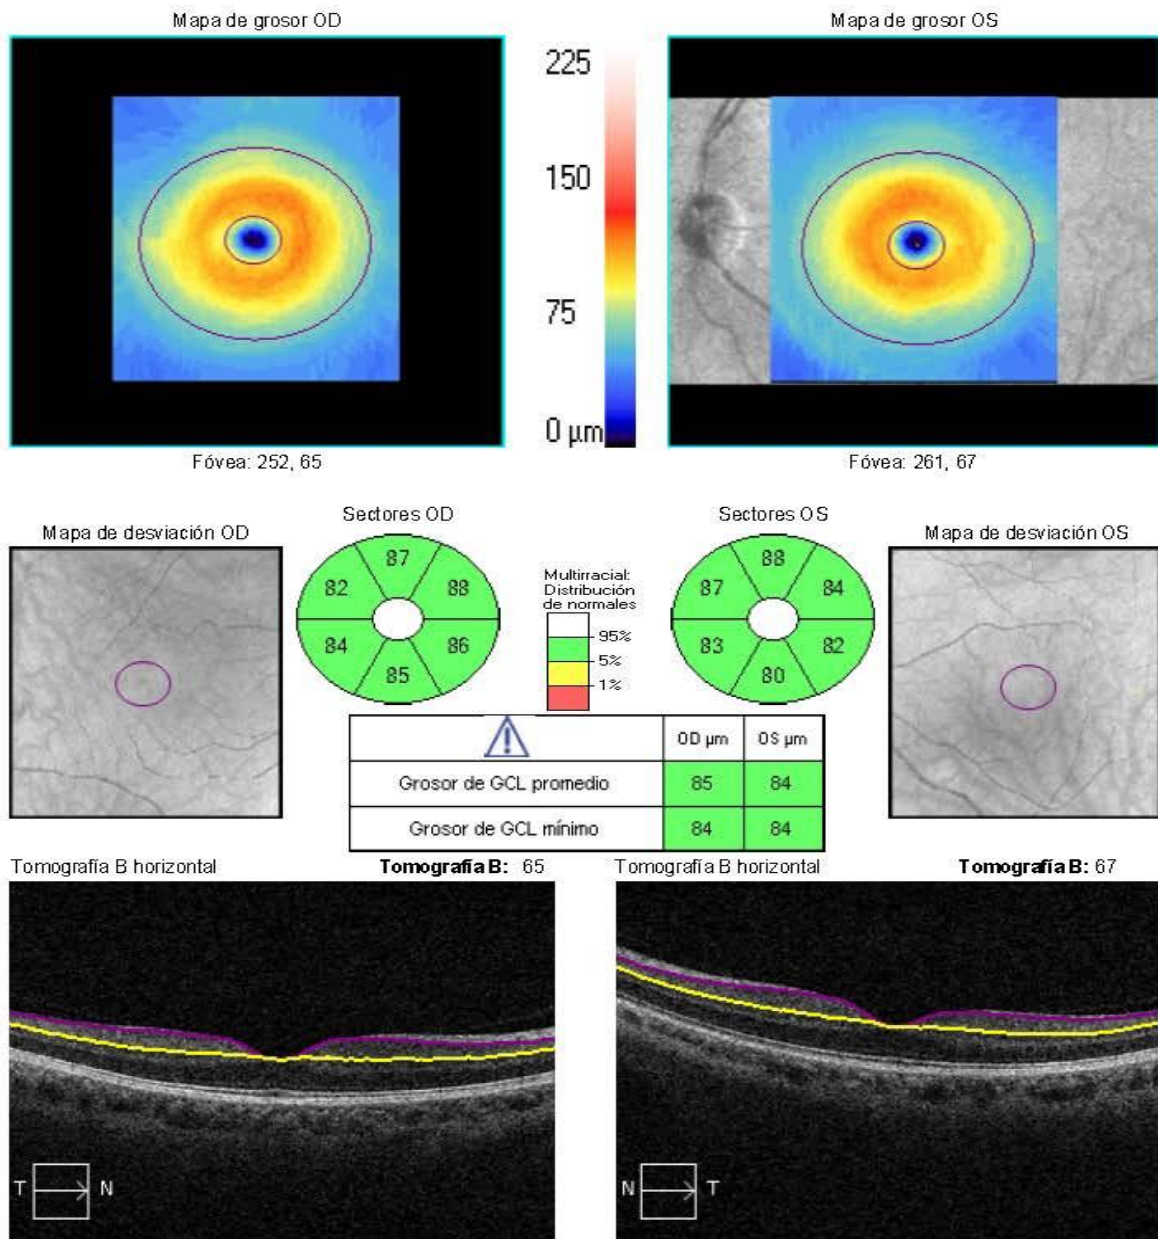 Mapa de grosor OD
Mapa de grosor OS
225
150
75
0 µm
Fóvea: 252, 65
Fóvea: 261, 67
Mapa de desviación OD
Sectores OD
Sectores OS
Mapa de desviación OS
87
82
88
84
86
85
Multirracial:
Distribución
de normales
95%
5%
1%
88
87
84
83
82
80
OD µm
OS µm
Grosor de GCL promedio
85
84
Grosor de GCL mínimo
84
84
Tomografía B horizontal
Tomografía B: 65
Tomografía B horizontal
Tomografía B: 67
T
N
N
T